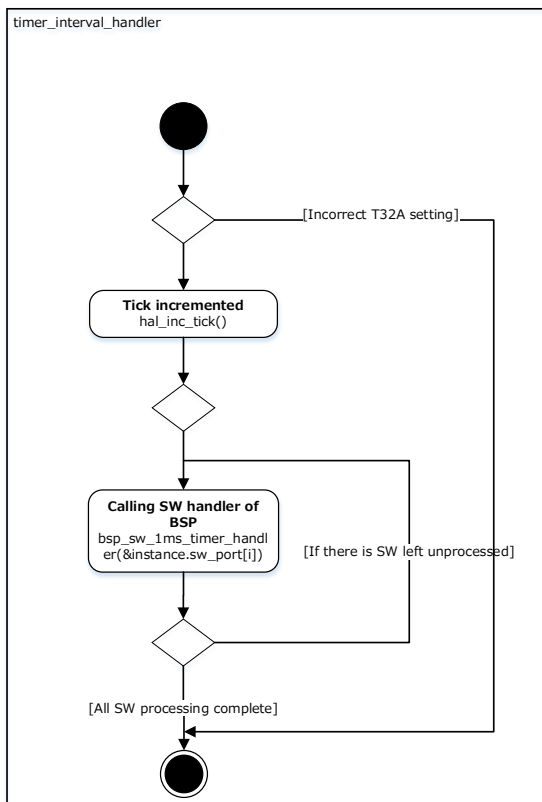 timer_interval_handler
[Incorrect T32A setting]
Tick incremented
hal_inc_tick()
Calling SW handler of
BSP
bsp_sw_1ms_timer_handl
er(&instance.sw_port[i])
[If there is SW left unprocessed]
[All SW processing complete]